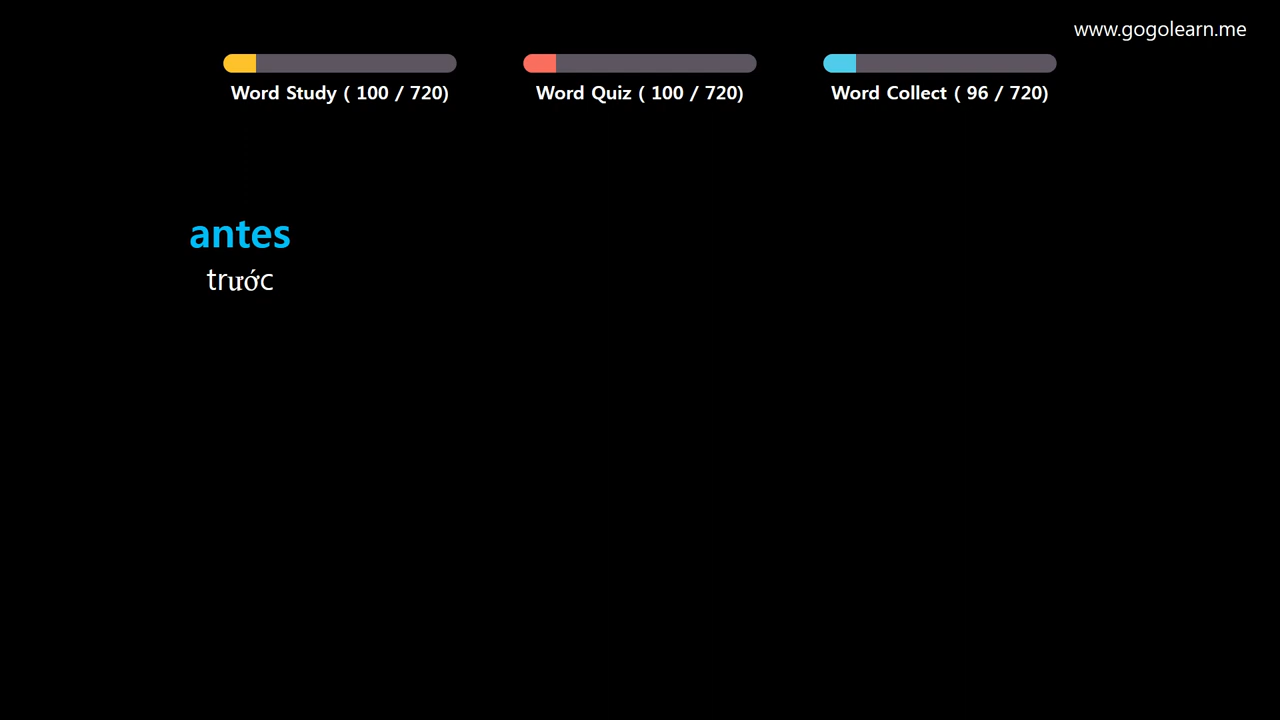 www.gogolearn.me
Word Study ( 100 / 720)
Word Quiz ( 100 / 720)
Word Collect ( 96 / 720)
antes
trước